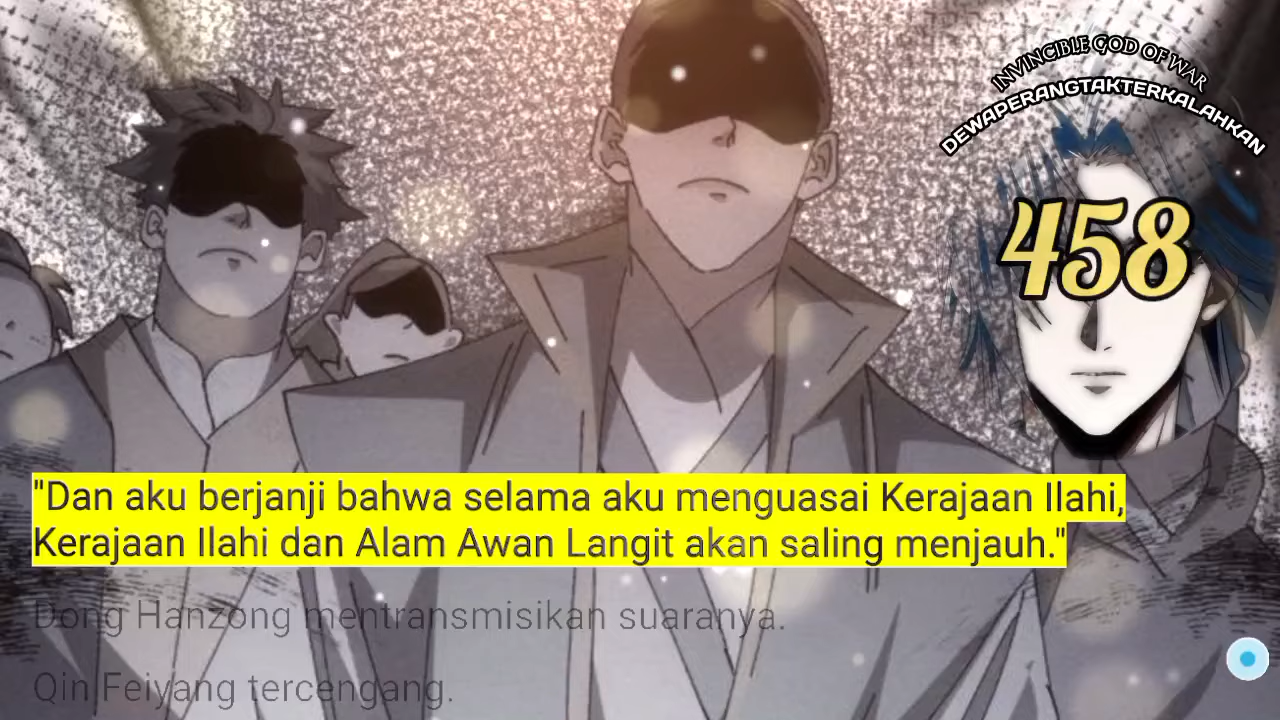 INVINCIBLE GOD OF WAR
DEWAPERANGTAKTERKALAHKAN
458
"Dan aku berjanji bahwa selama aku menguasai Kerajaan Ilahi,
Kerajaan Ilahi dan Alam Awan Langit akan saling menjauh."
Dong Hanzong mentransmisikan suaranya.
Qin Feiyang tercengang.